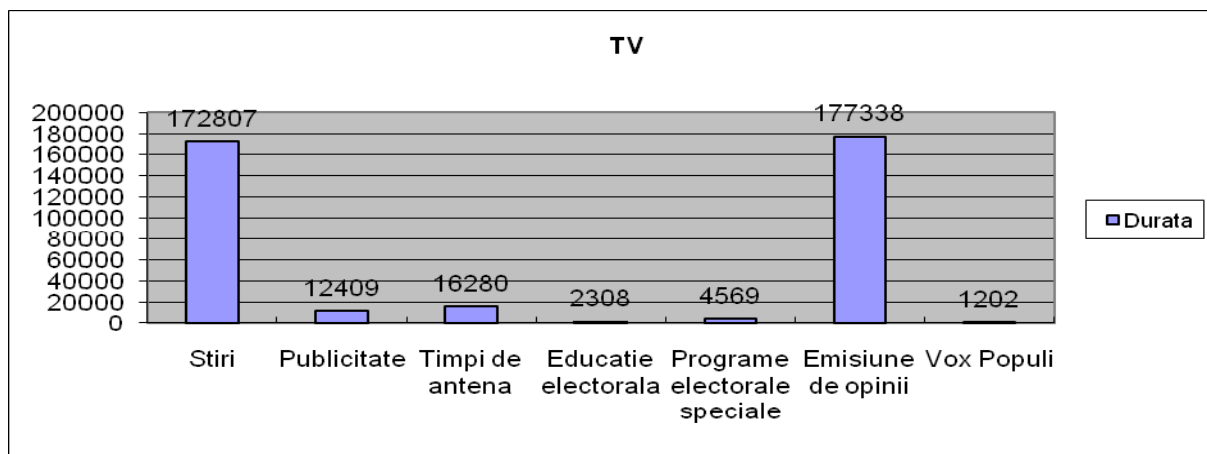 TV
200000
180000
160000
140000
120000
100000
80000
60000
40000
20000
0
172807
12409
16280
2308
4569
177338
1202
Stiri
Publicitate
Timpi de
antena
Educatie
electorala
Programe
electorale
speciale
Emisiune
de opinii
Vox Populi
Durata